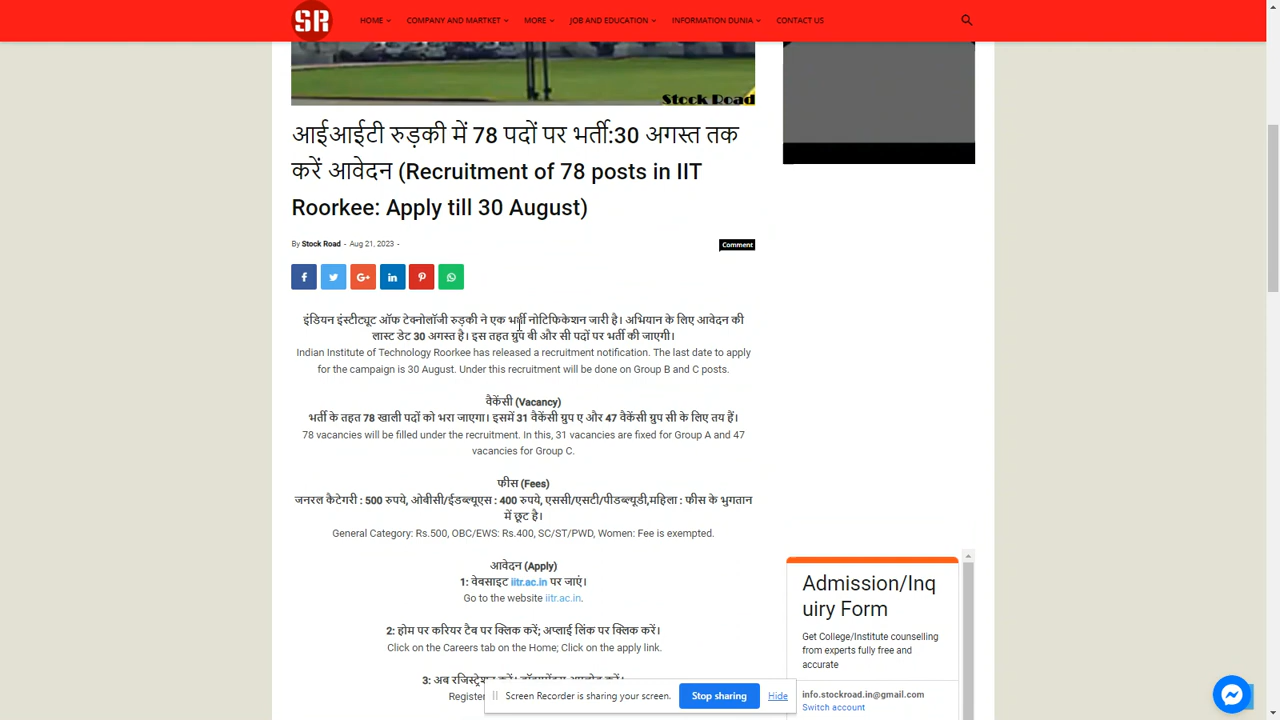 SR HOME COMPANY AND MARTKET MORE JOB AND EDUCATION INFORMATION DUNIA CONTACT US
Stock Road
आईआईटी रुड़की में 78 पदों पर भर्ती:30 अगस्त तक
करें आवेदन (Recruitment of 78 posts in IIT
Roorkee: Apply till 30 August)
By Stock Road - Aug 21, 2023 -
Comment
इंडियन इंस्टीट्यूट ऑफ टेक्नोलॉजी रुड़की ने एक भर्ती नोटिफिकेशन जारी है। अभियान के लिए आवेदन की
लास्ट डेट 30 अगस्त है। इस तहत ग्रुप बी और सी पदों पर भर्ती की जाएगी।
Indian Institute of Technology Roorkee has released a recruitment notification. The last date to apply
for the campaign is 30 August. Under this recruitment will be done on Group B and C posts.
वैकेंसी (Vacancy)
भर्ती के तहत 78 खाली पदों को भरा जाएगा। इसमें 31 वैकेंसी ग्रुप ए और 47 वैकेंसी ग्रुप सी के लिए तय हैं।
78 vacancies will be filled under the recruitment. In this, 31 vacancies are fixed for Group A and 47
vacancies for Group C.
फीस (Fees)
जनरल कैटेगरी : 500 रुपये, ओबीसी/ईडब्ल्यूएस : 400 रुपये, एससी/एसटी/पीडब्ल्यूडी,महिला : फीस के भुगतान
में छूट है।
General Category: Rs.500, OBC/EWS: Rs.400, SC/ST/PWD, Women: Fee is exempted.
आवेदन (Apply)
1: वेबसाइट iitr.ac.in पर जाएं।
Go to the website iitr.ac.in.
2: होम पर करियर टैब पर क्लिक करें; अप्लाई लिंक पर क्लिक करें।
Click on the Careers tab on the Home; Click on the apply link.
3: अब रजिस्ट्रेशन करें।
Register
Admission/Inq
uiry Form
Get College/Institute counselling
from experts fully free and
accurate
info.stockroad.in@gmail.com
Switch account
Screen Recorder is sharing your screen. Stop sharing Hide